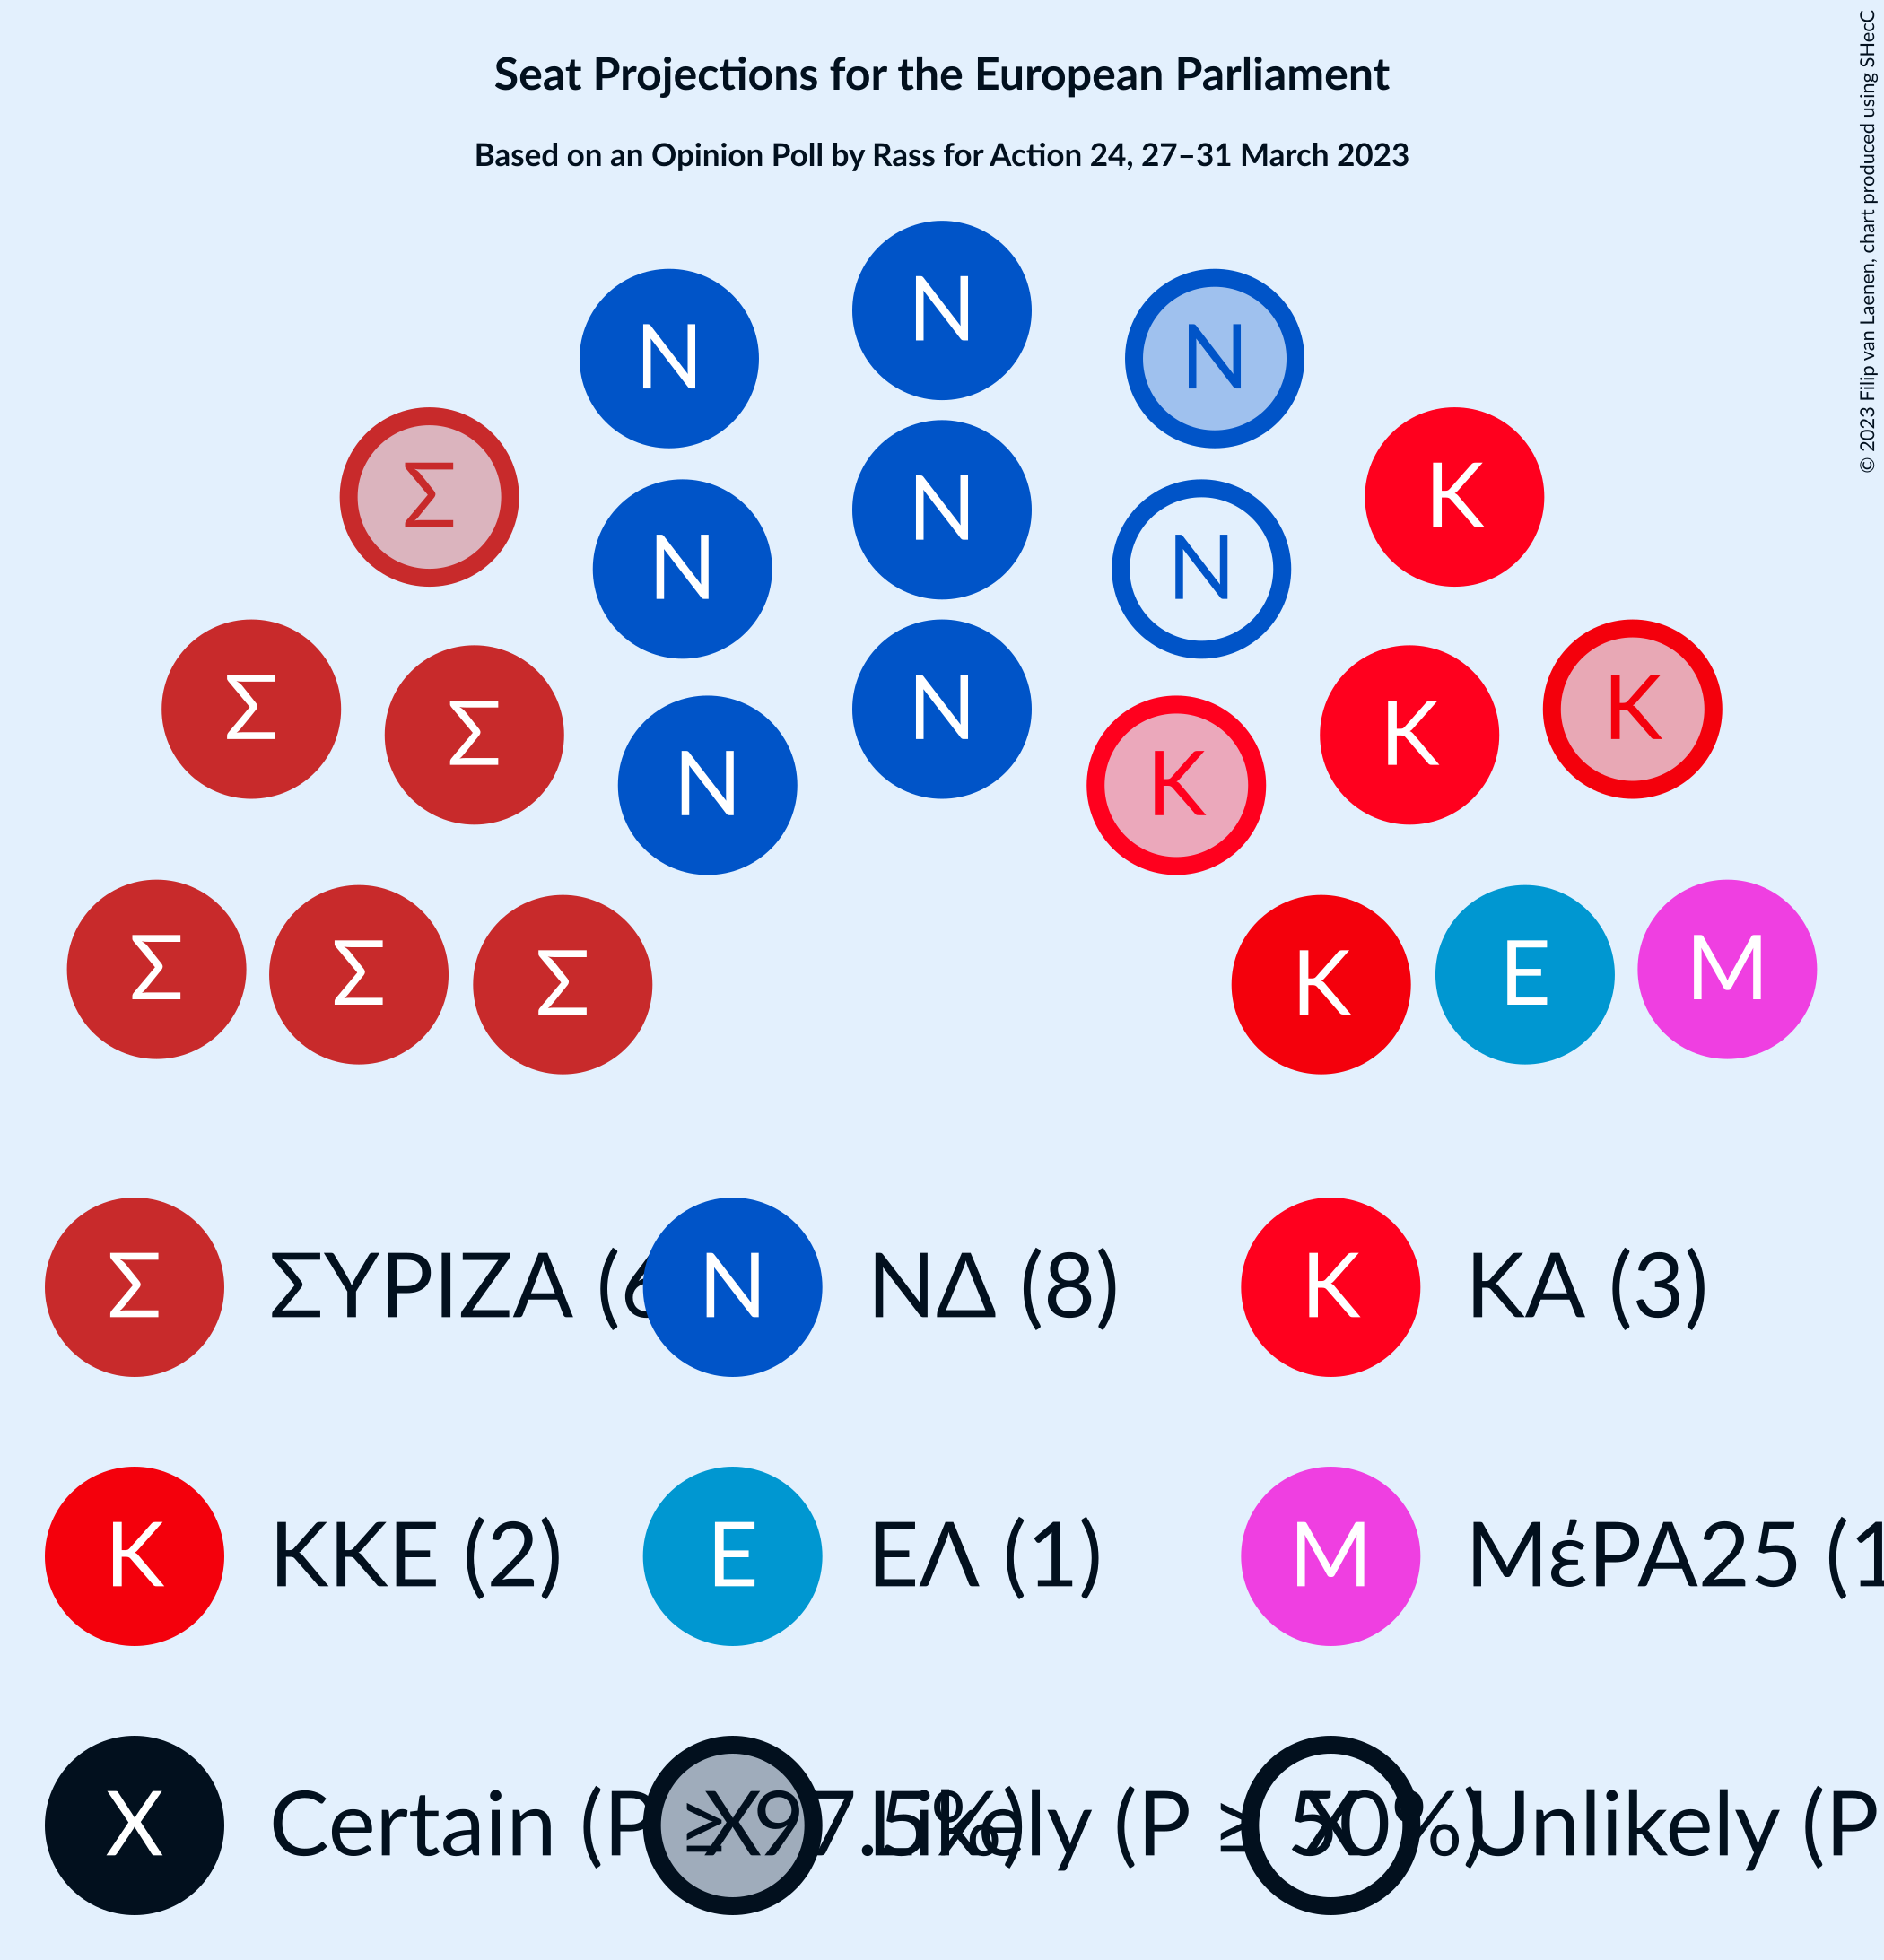 Seat Projections for the European Parliament
Based on an Opinion Poll by Rass for Action 24, 27–31 March 2023
© 2023 Filip van Laenen, chart produced using SHecC
N
N N
Σ N K
N N
Σ N K
Σ N K K
N K
Σ Σ Σ K E M
Σ ΣΥΡΙΖΑ (6 N ΝΔ (8) K ΚΑ (3)
K ΚΚΕ (2) E ΕΛ (1) M ΜέΡΑ25 (1
X Certain (P ≥ 97.5%) X Likely (P ≥ 50%) X Unlikely (P